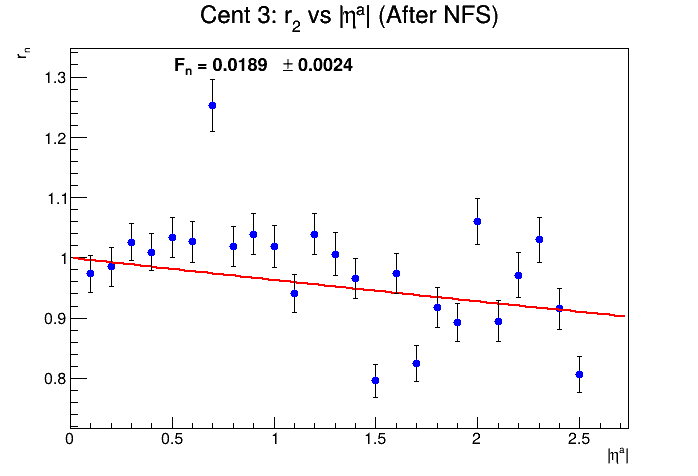 Cent 3: r2 vs |ηa| (After NFS)
rn
Fn = 0.0189 ± 0.0024
1.3
1.2
1.1
1
0.9
0.8
0 0.5 1 1.5 2 2.5
|ηa|